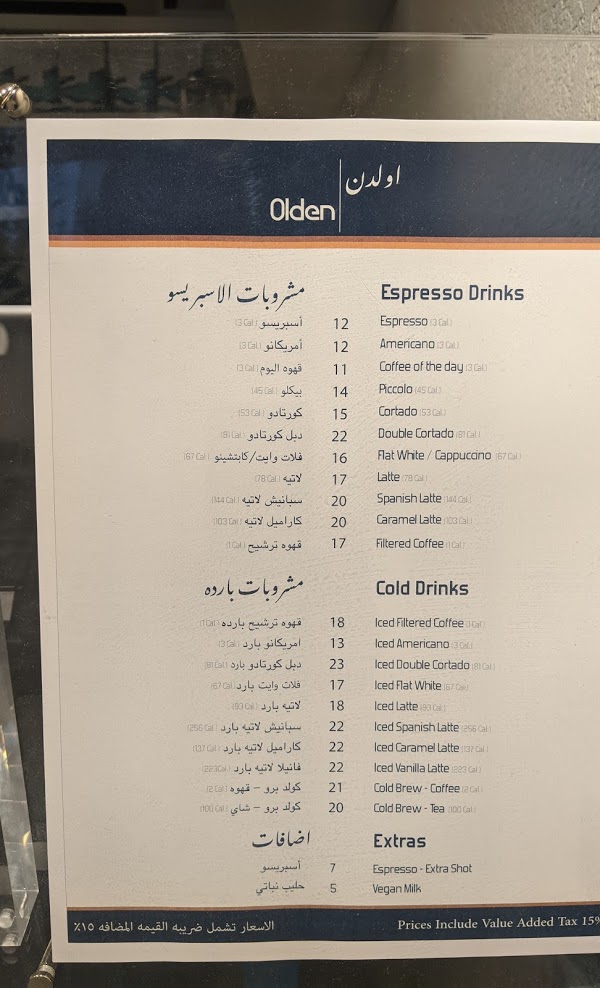 اولدن
Olden
مشروبات الاسبريسو Espresso Drinks
أسبريسو (3 Cal.) 12 Espresso (3 Cal.)
أمريكانو (3 Cal.) 12 Americano (3 Cal.)
قهوه اليوم (3 Cal.) 11 Coffee of the day (3 Cal.)
بيكلو (45 Cal.) 14 Piccolo (45 Cal.)
كورتادو (53 Cal.) 15 Cortado (53 Cal.)
دبل كورتادو (81 Cal.) 22 Double Cortado (81 Cal.)
فلات وايت/كابتشينو (67 Cal.) 16 Flat White / Cappuccino (67 Cal.)
لاتيه (78 Cal.) 17 Latte (78 Cal.)
سبانيش لاتيه (144 Cal.) 20 Spanish Latte (144 Cal.)
كاراميل لاتيه (103 Cal.) 20 Caramel Latte (103 Cal.)
قهوه ترشيح (1 Cal.) 17 Filtered Coffee (1 Cal.)
مشروبات بارده Cold Drinks
قهوه ترشيح بارده (1 Cal.) 18 Iced Filtered Coffee (1 Cal.)
امريكانو بارد (3 Cal.) 13 Iced Americano (3 Cal.)
دبل كورتادو بارد (81 Cal.) 23 Iced Double Cortado (81 Cal.)
فلات وايت بارد (67 Cal.) 17 Iced Flat White (67 Cal.)
لاتيه بارد (93 Cal.) 18 Iced Latte (93 Cal.)
سبانيش لاتيه بارد (256 Cal.) 22 Iced Spanish Latte (256 Cal.)
كاراميل لاتيه بارد (137 Cal.) 22 Iced Caramel Latte (137 Cal.)
فانيلا لاتيه بارد (223 Cal.) 22 Iced Vanilla Latte (223 Cal.)
كولد برو – قهوه (2 Cal.) 21 Cold Brew - Coffee (2 Cal.)
كولد برو – شاي (100 Cal.) 20 Cold Brew - Tea (100 Cal.)
اضافات Extras
أسبريسو 7 Espresso - Extra Shot
حليب نباتي 5 Vegan Milk
الاسعار تشمل ضريبه القيمه المضافه ١٥٪ Prices Include Value Added Tax 15%